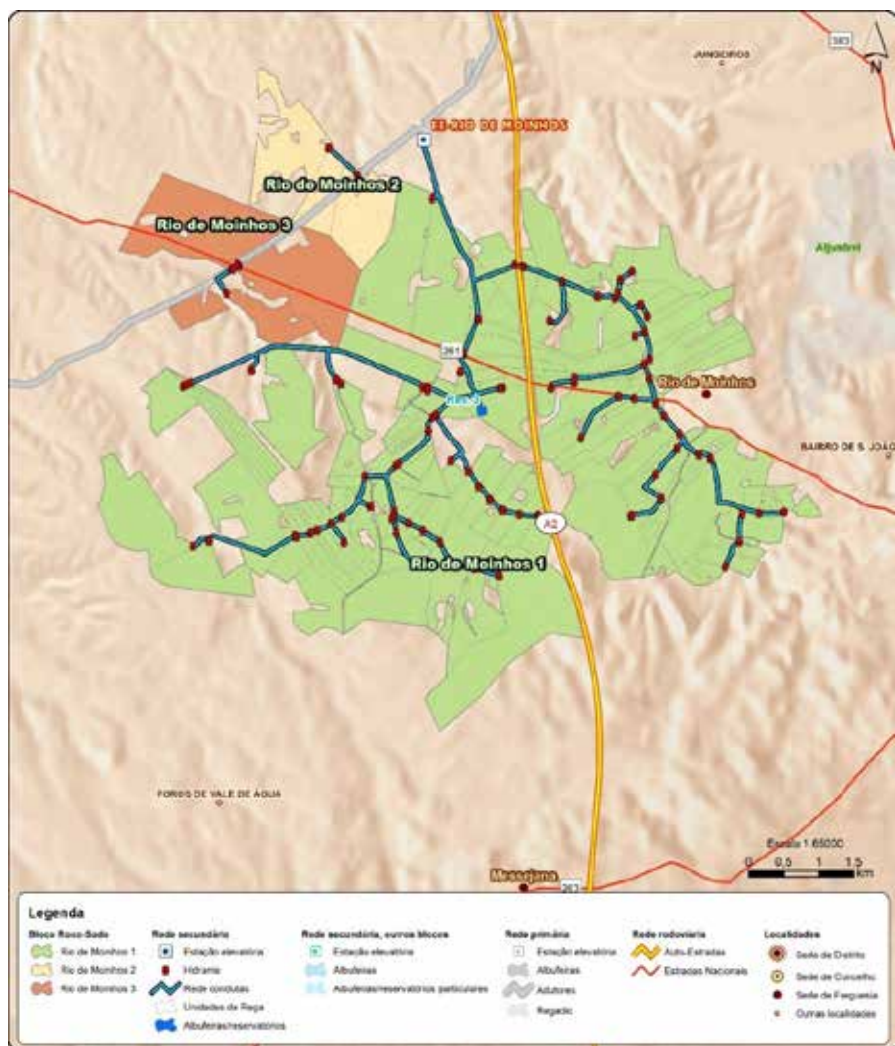 383
N
JUNGEIROS
EE-RIO DE MOINHOS
Rio de Moinhos 2
Rio de Moinhos 3
Aljustrel
361
Rio de Moinhos
BAIRRO DE S. JOÃO
A2
Rio de Moinhos 1
FOROS DE VALE DE ÁGUA
Escala 1:65000
0 0,5 1 1,5
km
Messejana
263
Legenda
Bloco Roxo-Sado
Rio de Moinhos 1
Rio de Moinhos 2
Rio de Moinhos 3
Rede secundária
Estação elevatória
Hidrante
Rede condutas
Unidades de Rega
Albufeiras/reservatórios
Rede secundária, outros blocos
Estação elevatória
Albufeiras
Albufeiras/reservatórios particulares
Rede primária
Estação elevatória
Albufeiras
Adutores
Regadio
Rede rodoviária
Auto-Estradas
Estradas Nacionais
Localidades
Sede de Distrito
Sede de Concelho
Sede de Freguesia
Outras localidades